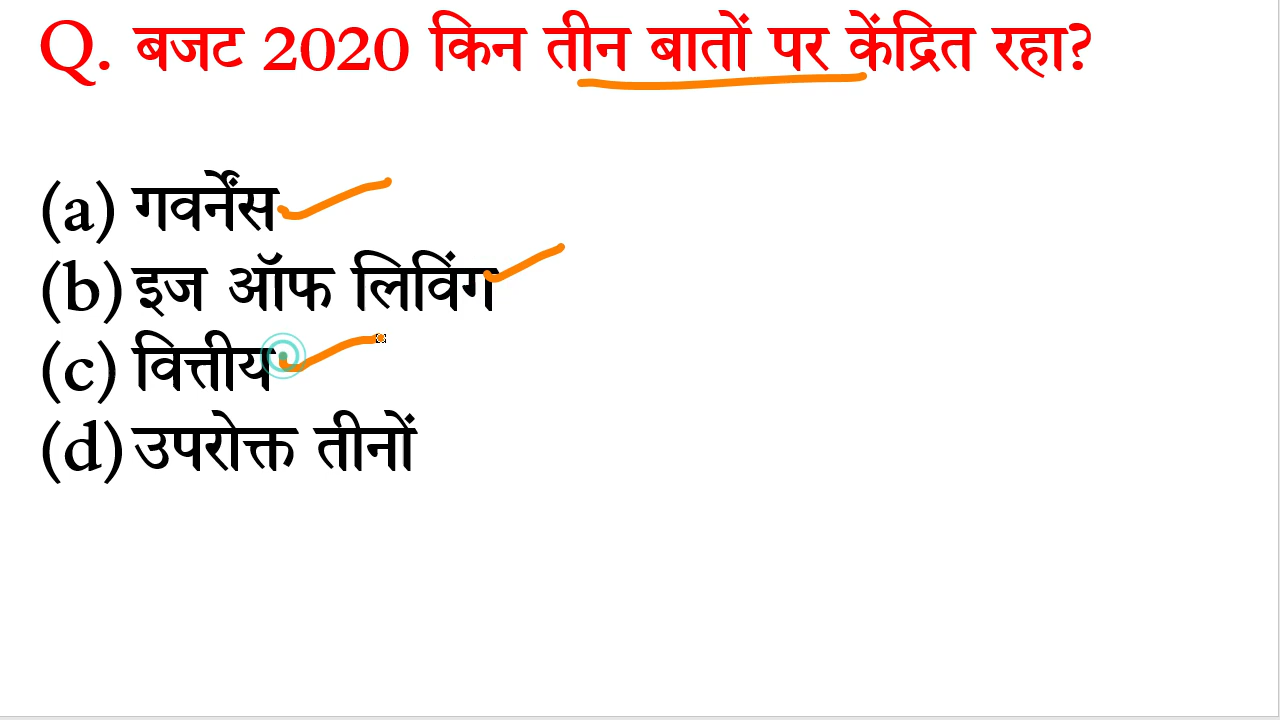 Q. बजट 2020 किन तीन बातों पर केंद्रित रहा?
(a) गवर्नेंस
(b) इज ऑफ लिविंग
(c) वित्तीय
(d) उपरोक्त तीनों